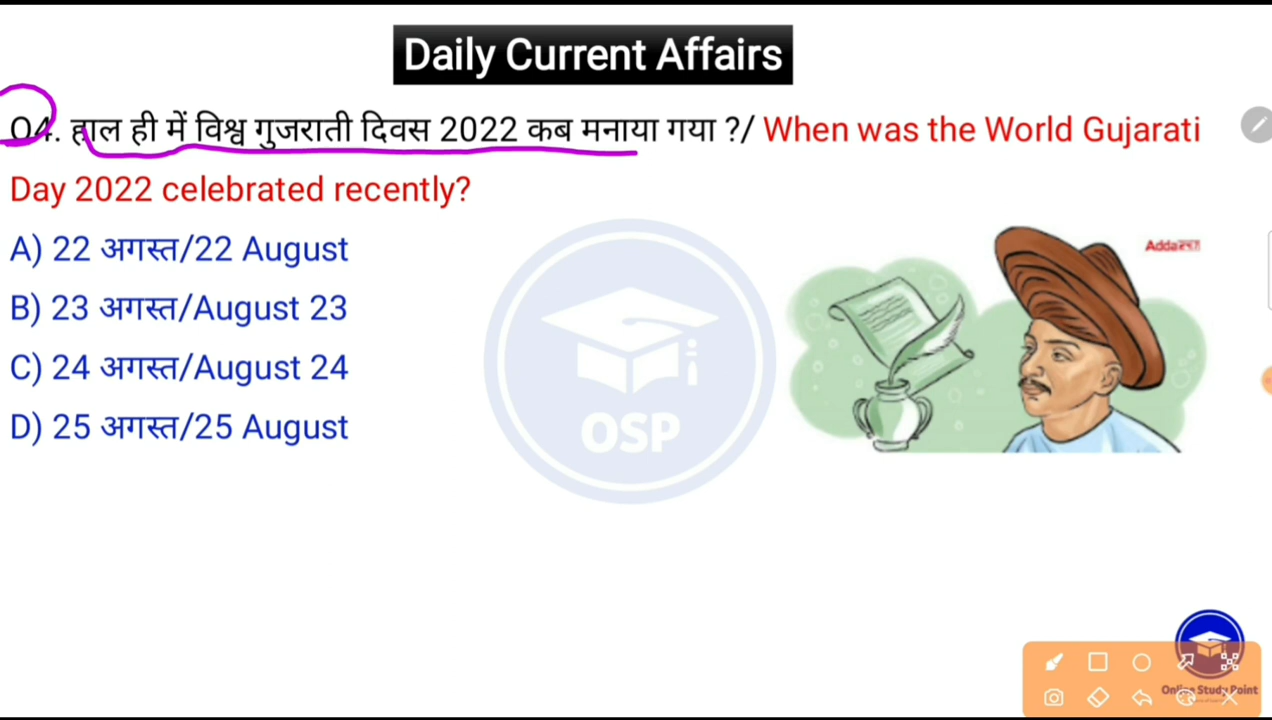 Daily Current Affairs
Q4. हाल ही में विश्व गुजराती दिवस 2022 कब मनाया गया ?/ When was the World Gujarati
Day 2022 celebrated recently?
A) 22 अगस्त/22 August
B) 23 अगस्त/August 23
C) 24 अगस्त/August 24
D) 25 अगस्त/25 August
Adda247
OSP
Online Study Point